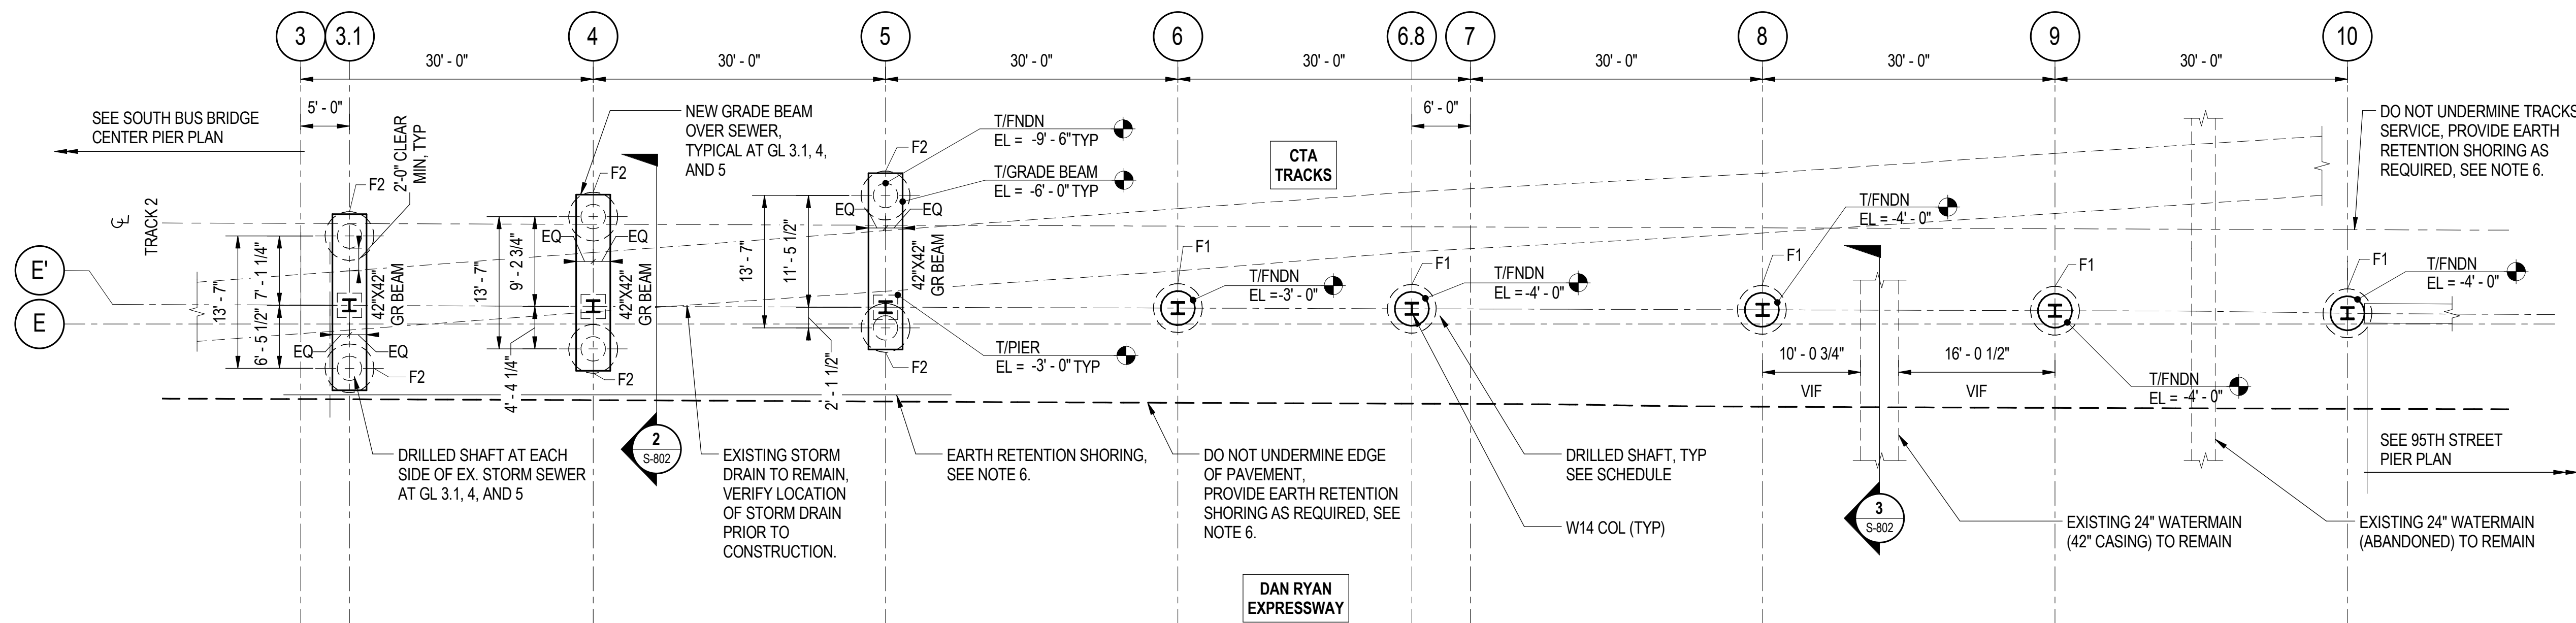 3
3.1
4
5
6
6.8
7
8
9
10
30' - 0"
30' - 0"
30' - 0"
30' - 0"
30' - 0"
30' - 0"
30' - 0"
5' - 0"
6' - 0"
SEE SOUTH BUS BRIDGE
CENTER PIER PLAN
2'-0" CLEAR
MIN, TYP
F2
NEW GRADE BEAM
OVER SEWER,
TYPICAL AT GL 3.1, 4,
AND 5
F2
T/FNDN
EL = -9' - 6" TYP
F2
T/GRADE BEAM
EL = -6' - 0" TYP
CTA
TRACKS
DO NOT UNDERMINE TRACKS
SERVICE, PROVIDE EARTH
RETENTION SHORING AS
REQUIRED, SEE NOTE 6.
℄
TRACK 2
E'
E
13' - 7"
7' - 1 1/4"
6' - 5 1/2"
EQ
EQ
42"X42"
GR BEAM
F2
13' - 7"
9' - 2 3/4"
4' - 4 1/4"
EQ
EQ
42"X42"
GR BEAM
F2
13' - 7"
11' - 5 1/2"
2' - 1 1/2"
EQ
EQ
42"X42"
GR BEAM
F2
T/PIER
EL = -3' - 0" TYP
F1
T/FNDN
EL =-3' - 0"
F1
T/FNDN
EL =-4' - 0"
F1
T/FNDN
EL = -4' - 0"
F1
T/FNDN
EL = -4' - 0"
F1
T/FNDN
EL = -4' - 0"
10' - 0 3/4"
VIF
16' - 0 1/2"
VIF
DRILLED SHAFT AT EACH
SIDE OF EX. STORM SEWER
AT GL 3.1, 4, AND 5
2
S-802
EXISTING STORM
DRAIN TO REMAIN,
VERIFY LOCATION
OF STORM DRAIN
PRIOR TO
CONSTRUCTION.
EARTH RETENTION SHORING,
SEE NOTE 6.
DO NOT UNDERMINE EDGE
OF PAVEMENT,
PROVIDE EARTH RETENTION
SHORING AS REQUIRED, SEE
NOTE 6.
DRILLED SHAFT, TYP
SEE SCHEDULE
W14 COL (TYP)
3
S-802
EXISTING 24" WATERMAIN
(42" CASING) TO REMAIN
EXISTING 24" WATERMAIN
(ABANDONED) TO REMAIN
SEE 95TH STREET
PIER PLAN
DAN RYAN
EXPRESSWAY